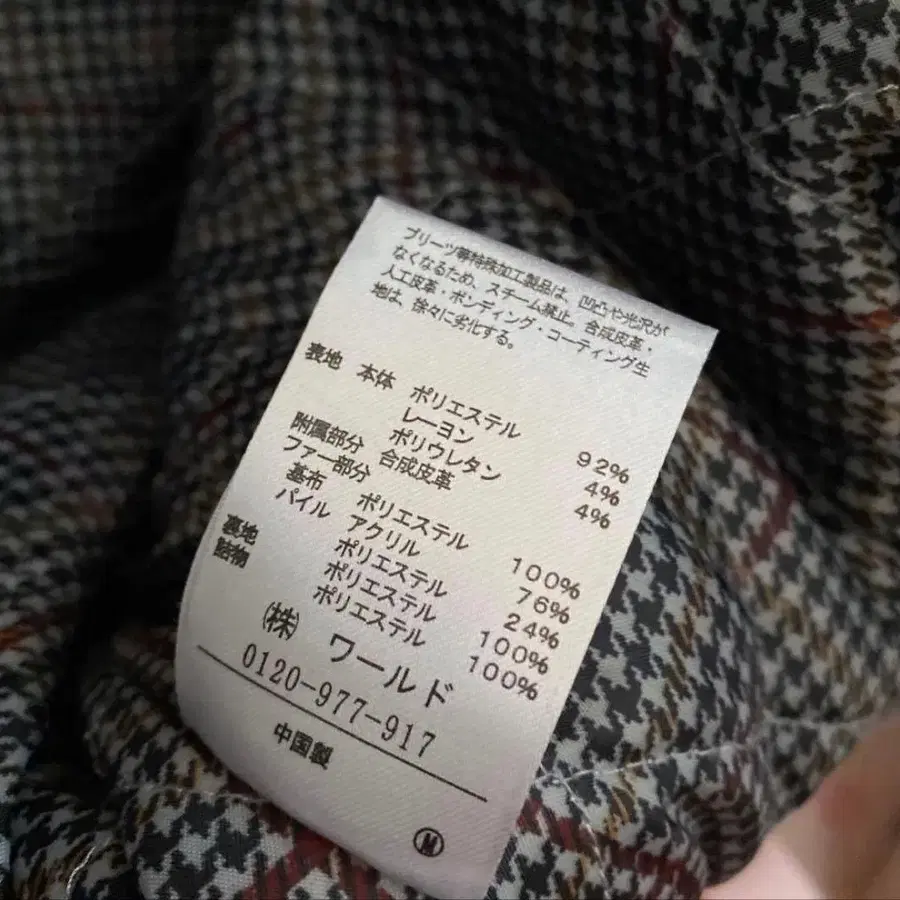 プリーツ等特殊加工製品は、凹凸や光沢が
なくなるため、スチーム禁止。合成皮革・
人工皮革・ボンディング・コーティング生
地は、徐々に劣化する。
表地 本体 ポリエステル 92%
レーヨン 4%
ポリウレタン 4%
附属部分 合成皮革
ファー部分
基布 ポリエステル 100%
パイル アクリル 76%
ポリエステル 24%
裏地 ポリエステル 100%
詰物 ポリエステル 100%
㈱ ワールド
0120-977-917
中国製
M